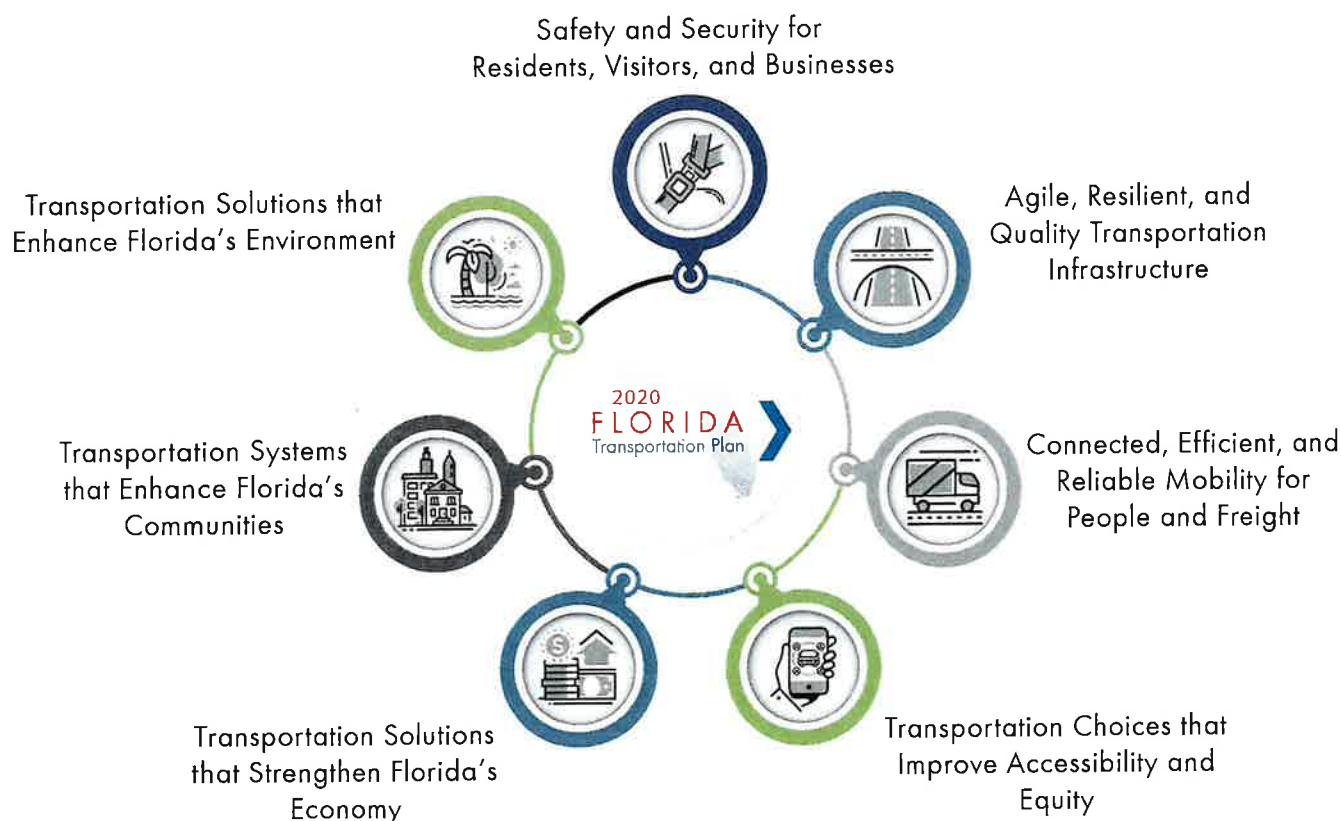 Safety and Security for
Residents, Visitors, and Businesses
Agile, Resilient, and
Quality Transportation
Infrastructure
Connected, Efficient, and
Reliable Mobility for
People and Freight
Transportation Choices that
Improve Accessibility and
Equity
Transportation Solutions
that Strengthen Florida's
Economy
Transportation Systems
that Enhance Florida's
Communities
Transportation Solutions that
Enhance Florida's Environment
2020
FLORIDA
Transportation Plan